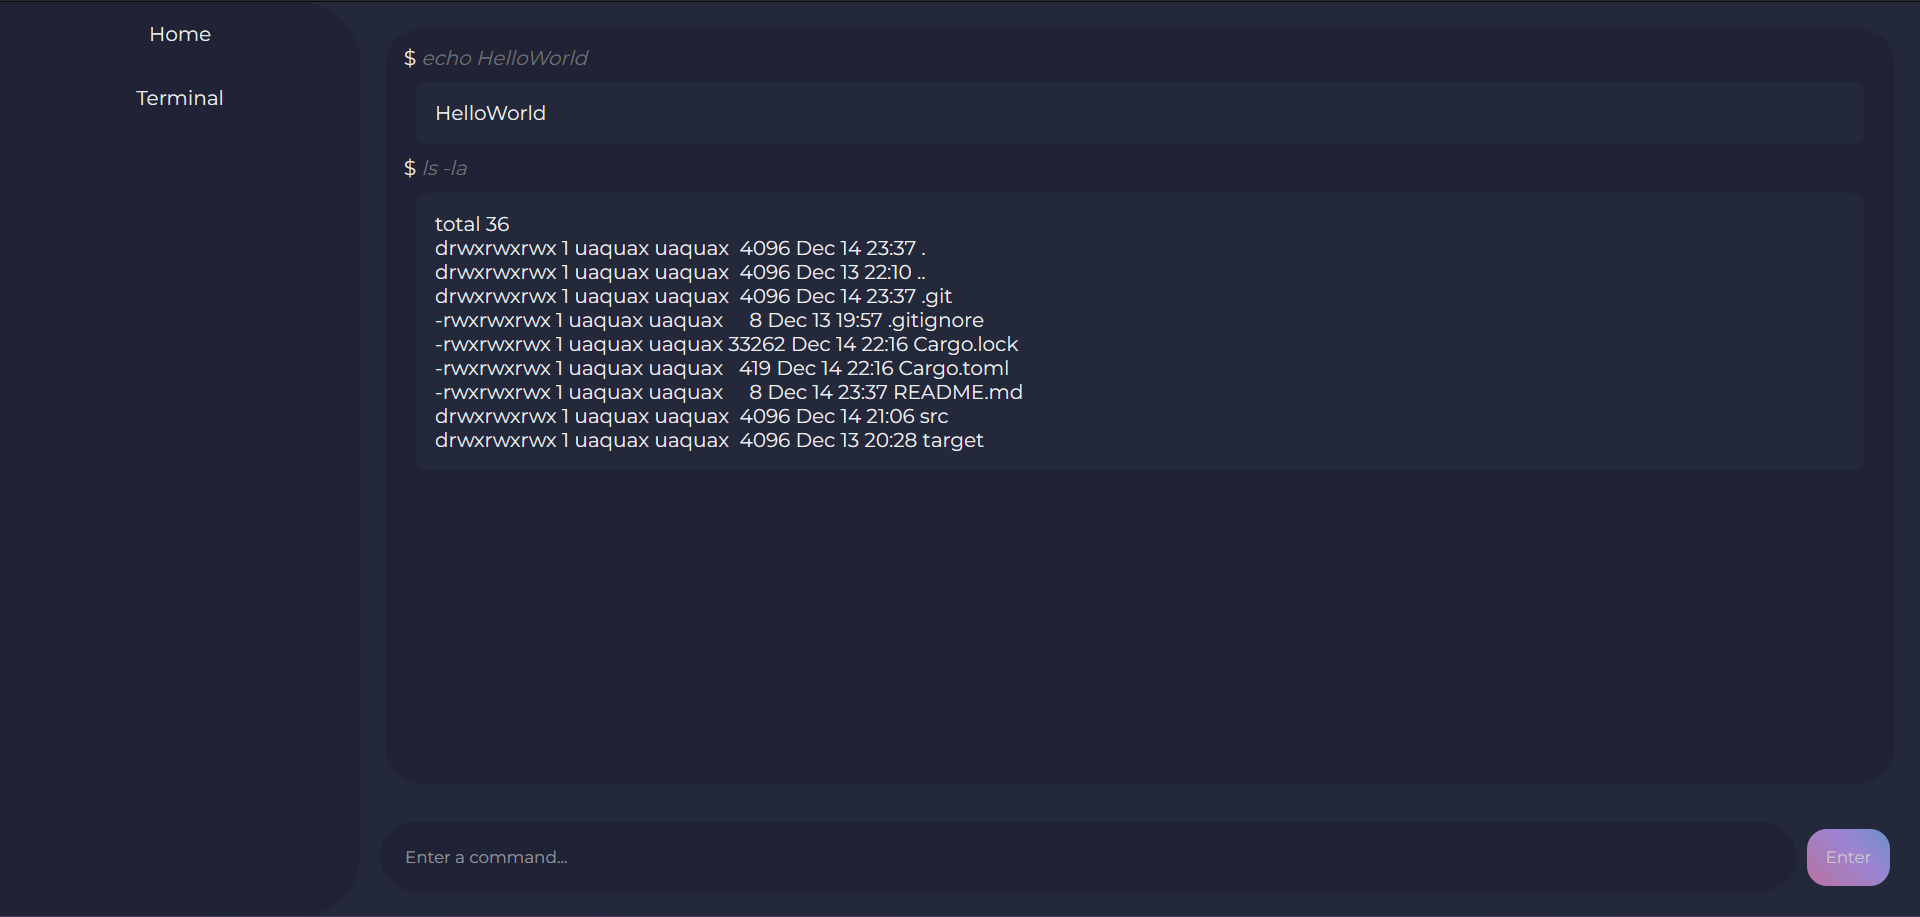 Home
Terminal
$ echo HelloWorld
HelloWorld
$ ls -la
total 36
drwxrwxrwx 1 uaquax uaquax  4096 Dec 14 23:37 .
drwxrwxrwx 1 uaquax uaquax  4096 Dec 13 22:10 ..
drwxrwxrwx 1 uaquax uaquax  4096 Dec 14 23:37 .git
-rwxrwxrwx 1 uaquax uaquax     8 Dec 13 19:57 .gitignore
-rwxrwxrwx 1 uaquax uaquax 33262 Dec 14 22:16 Cargo.lock
-rwxrwxrwx 1 uaquax uaquax   419 Dec 14 22:16 Cargo.toml
-rwxrwxrwx 1 uaquax uaquax     8 Dec 14 23:37 README.md
drwxrwxrwx 1 uaquax uaquax  4096 Dec 14 21:06 src
drwxrwxrwx 1 uaquax uaquax  4096 Dec 13 20:28 target
Enter a command...
Enter